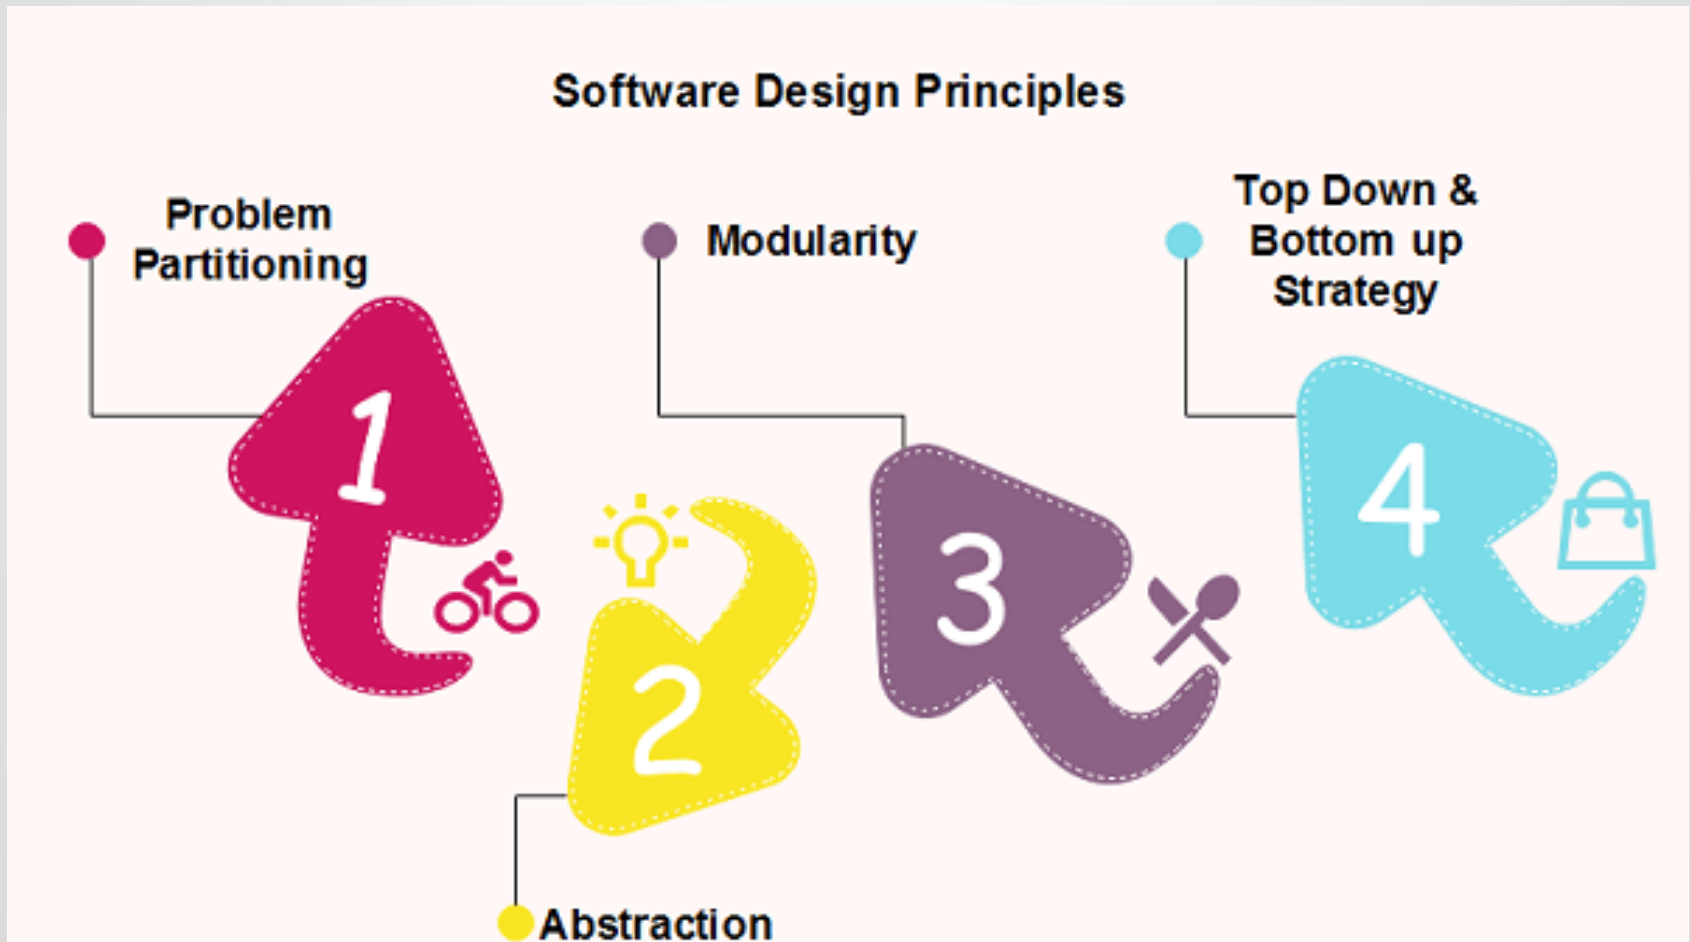 Software Design Principles
Problem
Partitioning
1
2
Abstraction
Modularity
3
Top Down &
Bottom up
Strategy
4